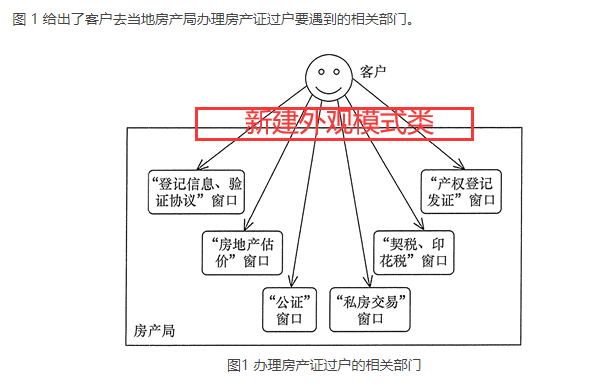 图 1 给出了客户去当地房产局办理房产证过户要遇到的相关部门。
客户
新建外观模式类
“登记信息、验
证协议”窗口
“产权登记
发证”窗口
“房地产估
价”窗口
“契税、印
花税”窗口
“公证”
窗口
“私房交易”
窗口
房产局
图1 办理房产证过户的相关部门